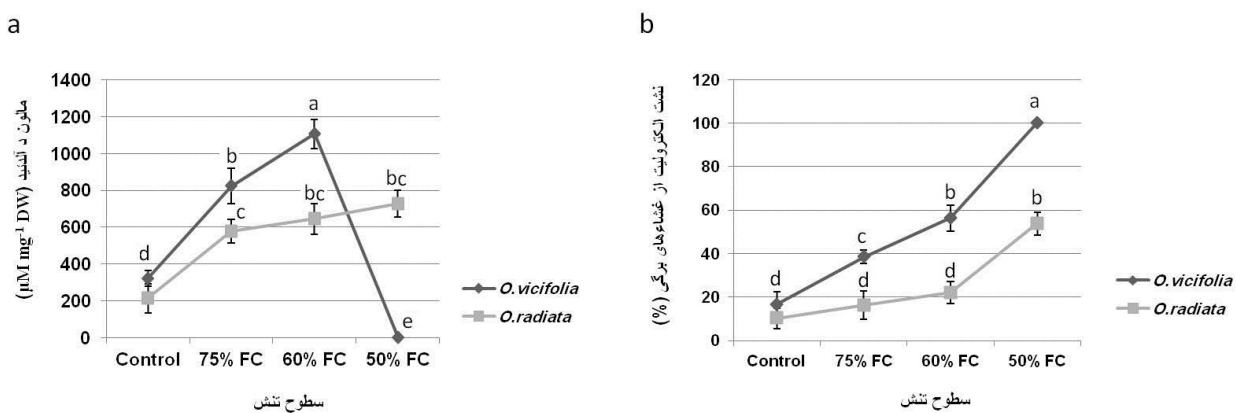 a
مالون د آلدئید (µM mg⁻¹ DW)
1400
1200
1000
800
600
400
200
0
a
b
bc
bc
c
d
e
Control 75% FC 60% FC 50% FC
سطوح تنش
O.vicifolia
O.radiata
b
نشت الکترولیت از غشاءهای برگی (%)
120
100
80
60
40
20
0
a
b
b
c
d
d
d
Control 75% FC 60% FC 50% FC
سطوح تنش
O.vicifolia
O.radiata